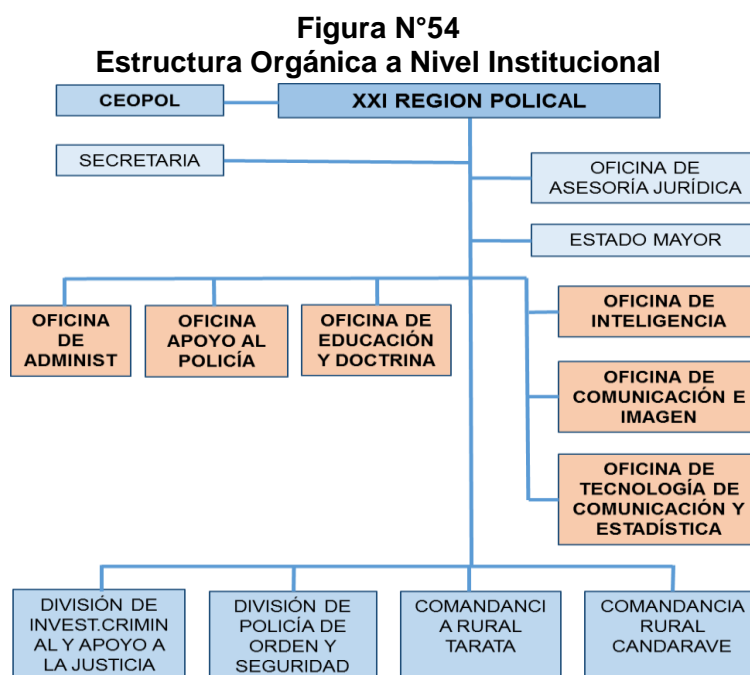 Figura N°54
Estructura Orgánica a Nivel Institucional
CEOPOL
XXI REGION POLICAL
SECRETARIA
OFICINA DE
ASESORÍA JURÍDICA
ESTADO MAYOR
OFICINA
DE
ADMINIST
OFICINA
APOYO AL
POLICÍA
OFICINA DE
EDUCACIÓN
Y DOCTRINA
OFICINA DE
INTELIGENCIA
OFICINA DE
COMUNICACIÓN E
IMAGEN
OFICINA DE
TECNOLOGÍA DE
COMUNICACIÓN Y
ESTADÍSTICA
DIVISIÓN DE
INVEST.CRIMIN
AL Y APOYO A
LA JUSTICIA
DIVISIÓN DE
POLICÍA DE
ORDEN Y
SEGURIDAD
COMANDANCI
A RURAL
TARATA
COMANDANCIA
RURAL
CANDARAVE